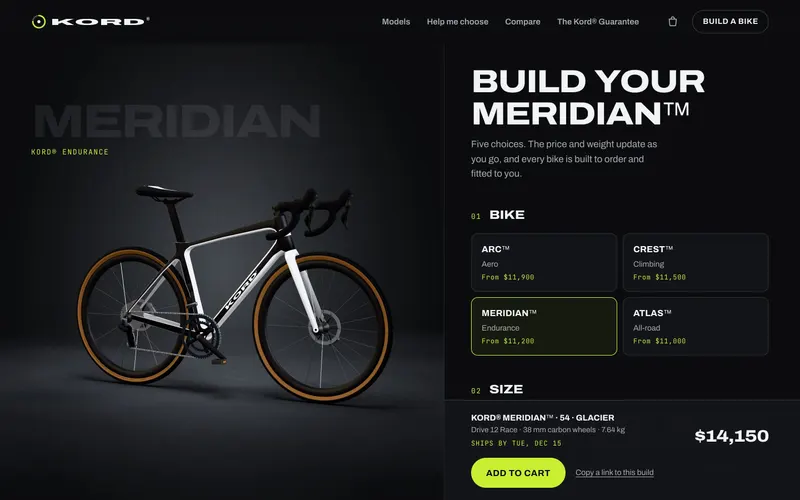 KORD®
Models
Help me choose
Compare
The Kord® Guarantee
BUILD A BIKE
MERIDIAN
KORD® ENDURANCE
KORD
BUILD YOUR
MERIDIAN™
Five choices. The price and weight update as
you go, and every bike is built to order and
fitted to you.
01 BIKE
ARC™
Aero
From $11,900
CREST™
Climbing
From $11,500
MERIDIAN™
Endurance
From $11,200
ATLAS™
All-road
From $11,000
02 SIZE
KORD® MERIDIAN™ · 54 · GLACIER
Drive 12 Race · 38 mm carbon wheels · 7.64 kg
SHIPS BY TUE, DEC 15
$14,150
ADD TO CART
Copy a link to this build